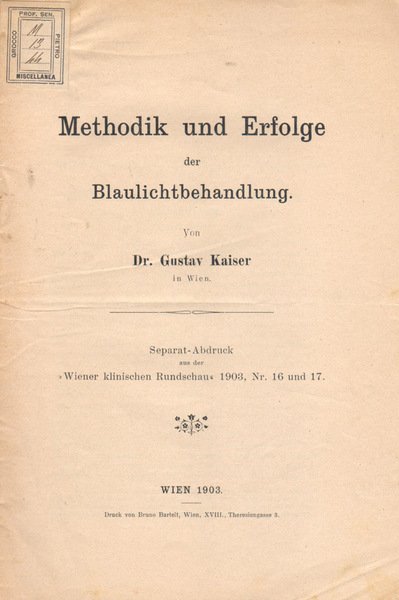 PROF. SEN.
GROCCO
PIETRO
M
13
44
MISCELLANEA
Methodik und Erfolge
der
Blaulichtbehandlung.
Von
Dr. Gustav Kaiser
in Wien.
Separat-Abdruck
aus der
»Wiener klinischen Rundschau« 1903, Nr. 16 und 17.
WIEN 1903.
Druck von Bruno Bartelt, Wien, XVIII., Theresiengasse 3.